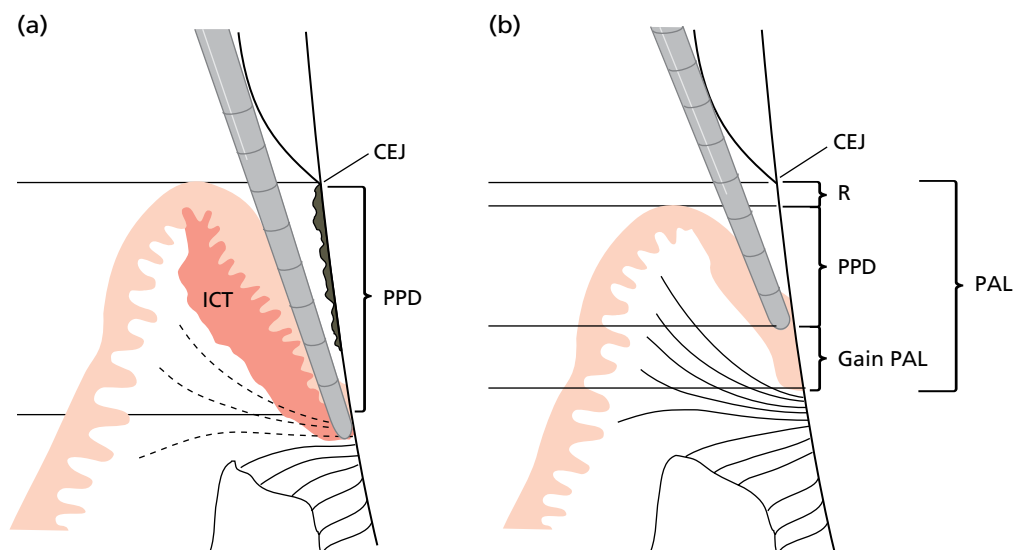 (a)
CEJ
ICT
PPD
(b)
CEJ
R
PPD
PAL
Gain PAL